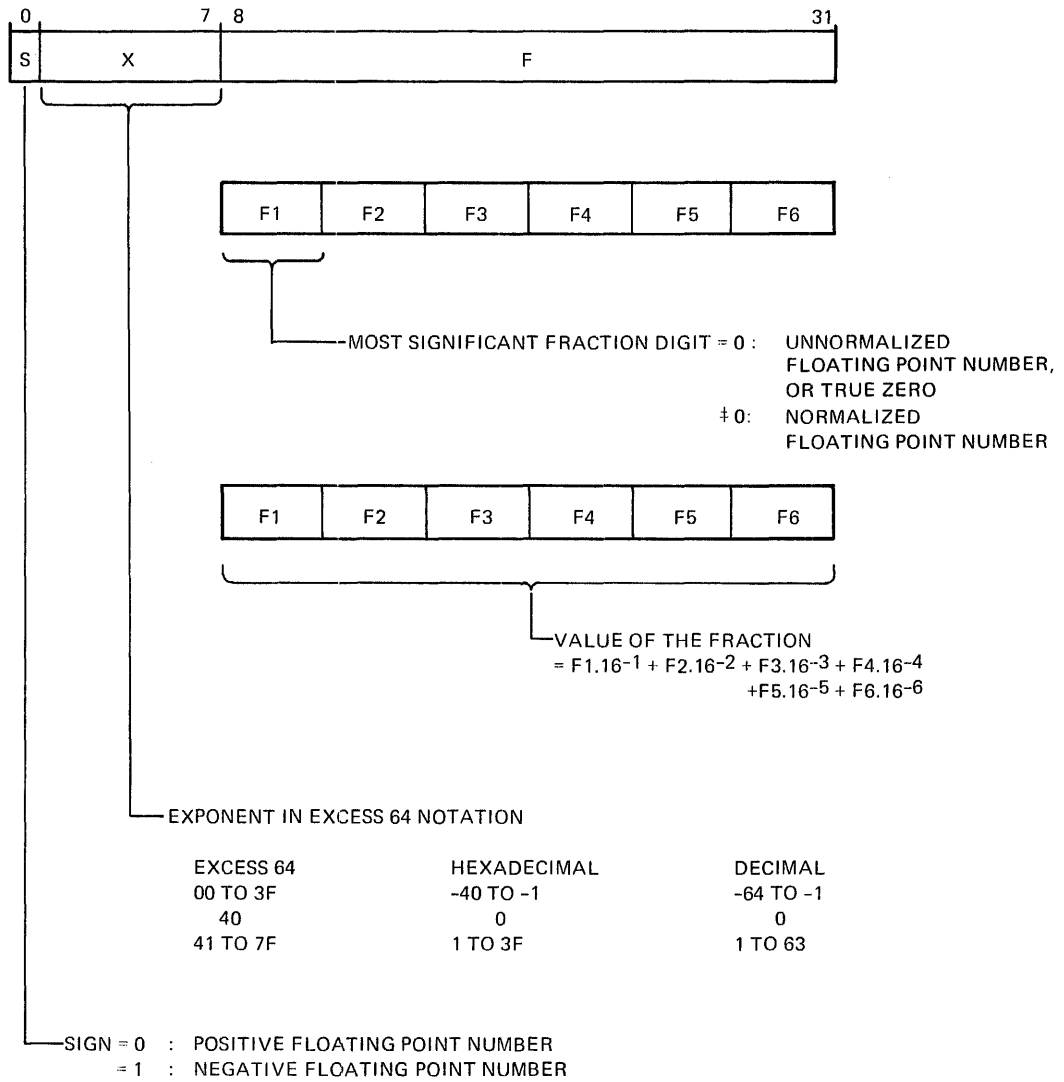 0 7 8 31
S X F
F1 F2 F3 F4 F5 F6
MOST SIGNIFICANT FRACTION DIGIT = 0 : UNNORMALIZED
FLOATING POINT NUMBER,
OR TRUE ZERO
‡ 0: NORMALIZED
FLOATING POINT NUMBER
F1 F2 F3 F4 F5 F6
VALUE OF THE FRACTION
= F1.16⁻¹ + F2.16⁻² + F3.16⁻³ + F4.16⁻⁴
+F5.16⁻⁵ + F6.16⁻⁶
EXPONENT IN EXCESS 64 NOTATION
EXCESS 64 HEXADECIMAL DECIMAL
00 TO 3F -40 TO -1 -64 TO -1
40 0 0
41 TO 7F 1 TO 3F 1 TO 63
SIGN = 0 : POSITIVE FLOATING POINT NUMBER
= 1 : NEGATIVE FLOATING POINT NUMBER